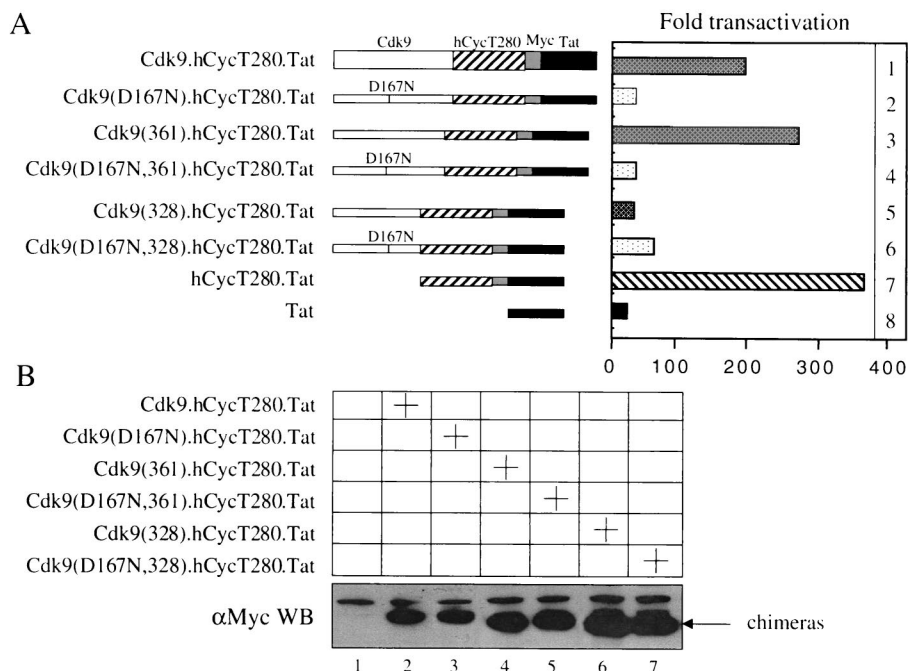 A
Fold transactivation
Cdk9 hCycT280 Myc Tat
Cdk9.hCycT280.Tat
1
D167N
Cdk9(D167N).hCycT280.Tat
2
Cdk9(361).hCycT280.Tat
3
D167N
Cdk9(D167N,361).hCycT280.Tat
4
Cdk9(328).hCycT280.Tat
5
D167N
Cdk9(D167N,328).hCycT280.Tat
6
hCycT280.Tat
7
Tat
8
0 100 200 300 400
B
Cdk9.hCycT280.Tat +
Cdk9(D167N).hCycT280.Tat +
Cdk9(361).hCycT280.Tat +
Cdk9(D167N,361).hCycT280.Tat +
Cdk9(328).hCycT280.Tat +
Cdk9(D167N,328).hCycT280.Tat +
αMyc WB
chimeras
1 2 3 4 5 6 7